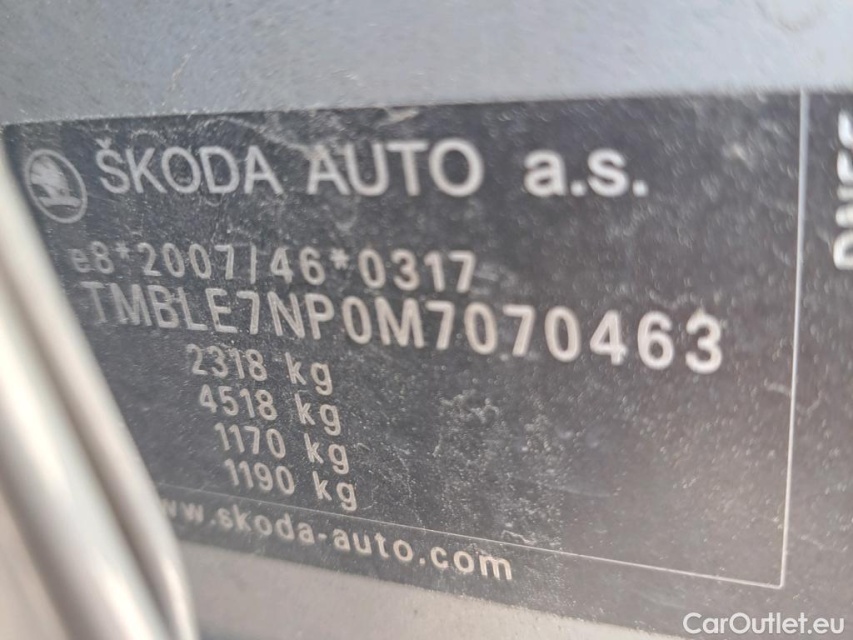 ŠKODA AUTO a.s.
e8*2007/46*0317
TMBLE7NP0M7070463
2318 kg
4518 kg
1170 kg
1190 kg
www.skoda-auto.com
CarOutlet.eu